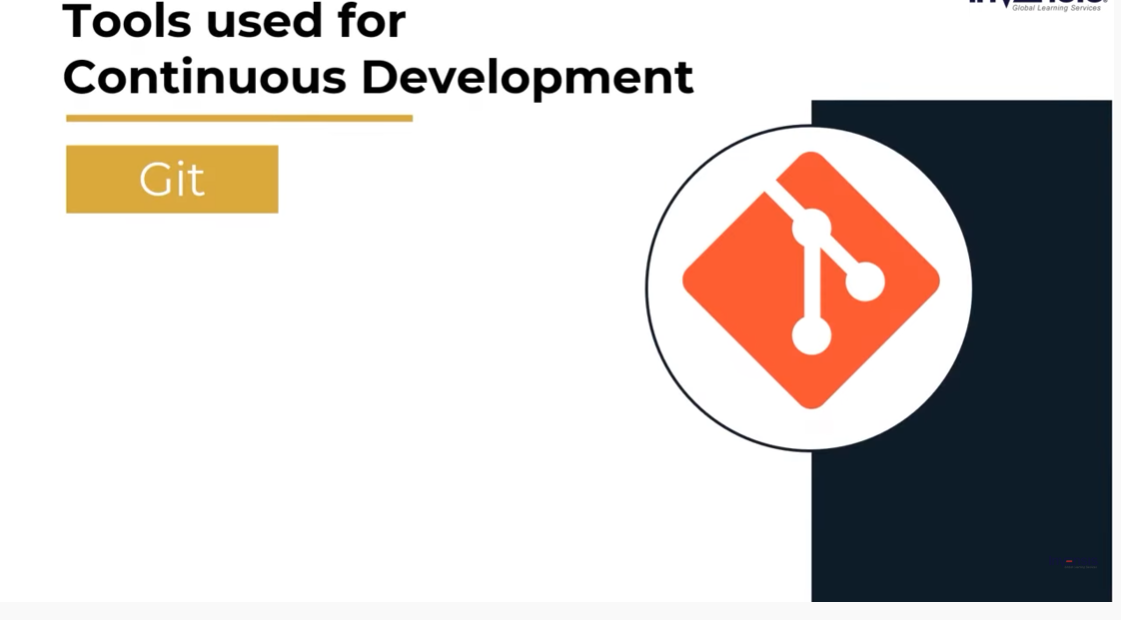 Global Learning Services
Tools used for
Continuous Development
Git